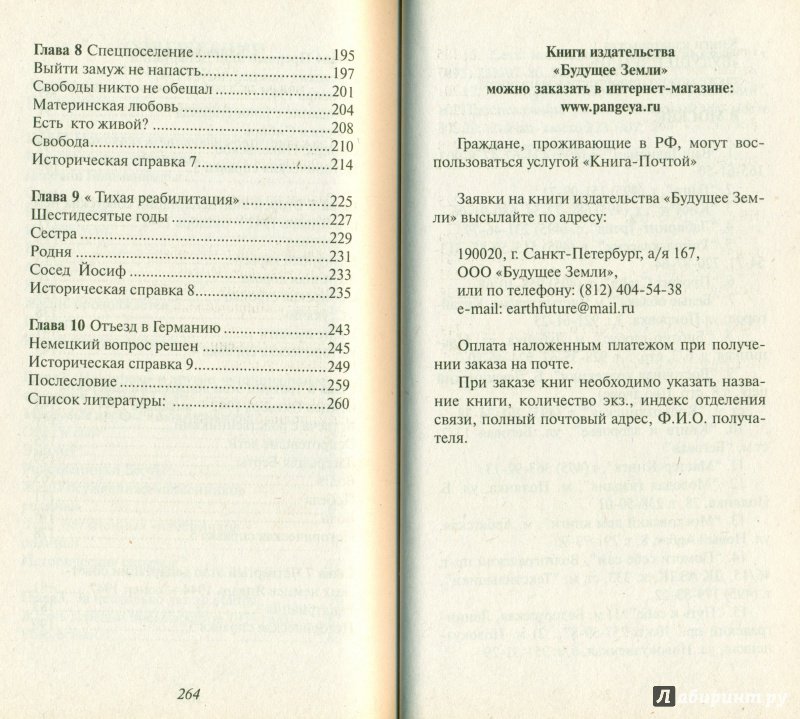 Глава 8 Спецпоселение ..........................195
Выйти замуж не напасть.........................197
Свободы никто не обещал .....................201
Материнская любовь ..............................204
Есть  кто живой? .....................................208
Свобода....................................................210
Историческая справка 7..........................214
Глава 9 « Тихая реабилитация»..............225
Шестидесятые годы ................................227
Сестра ......................................................229
Родня ........................................................231
Сосед  Йосиф ..........................................233
Историческая справка 8..........................235
Глава 10 Отъезд в Германию .................243
Немецкий вопрос решен ........................245
Историческая справка 9..........................249
Послесловие ............................................259
Список литературы:  ..............................260
264
Книги издательства
«Будущее Земли»
можно заказать в интернет-магазине:
www.pangeya.ru
Граждане, проживающие в РФ, могут вос-
пользоваться услугой «Книга-Почтой»
Заявки на книги издательства «Будущее Зем-
ли» высылайте по адресу:
190020, г. Санкт-Петербург, а/я 167,
ООО «Будущее Земли»,
или по телефону: (812) 404-54-38
e-mail: earthfuture@mail.ru
Оплата наложенным платежом при получе-
нии заказа на почте.
При заказе книг необходимо указать назва-
ние книги, количество экз., индекс отделения
связи, полный почтовый адрес, Ф.И.О. получа-
теля.
Лабиринт.ру